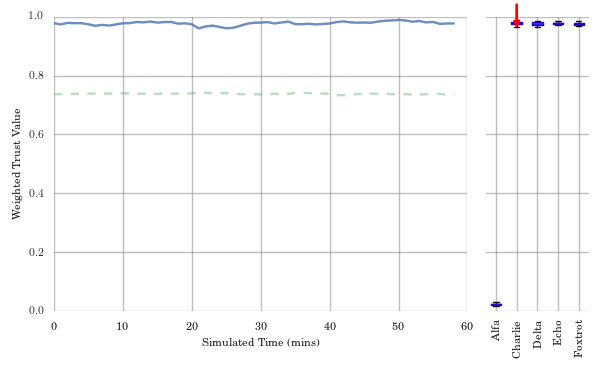 1.0
0.8
0.6
0.4
0.2
0.0
Weighted Trust Value
0 10 20 30 40 50 60
Simulated Time (mins)
Alfa
Charlie
Delta
Echo
Foxtrot